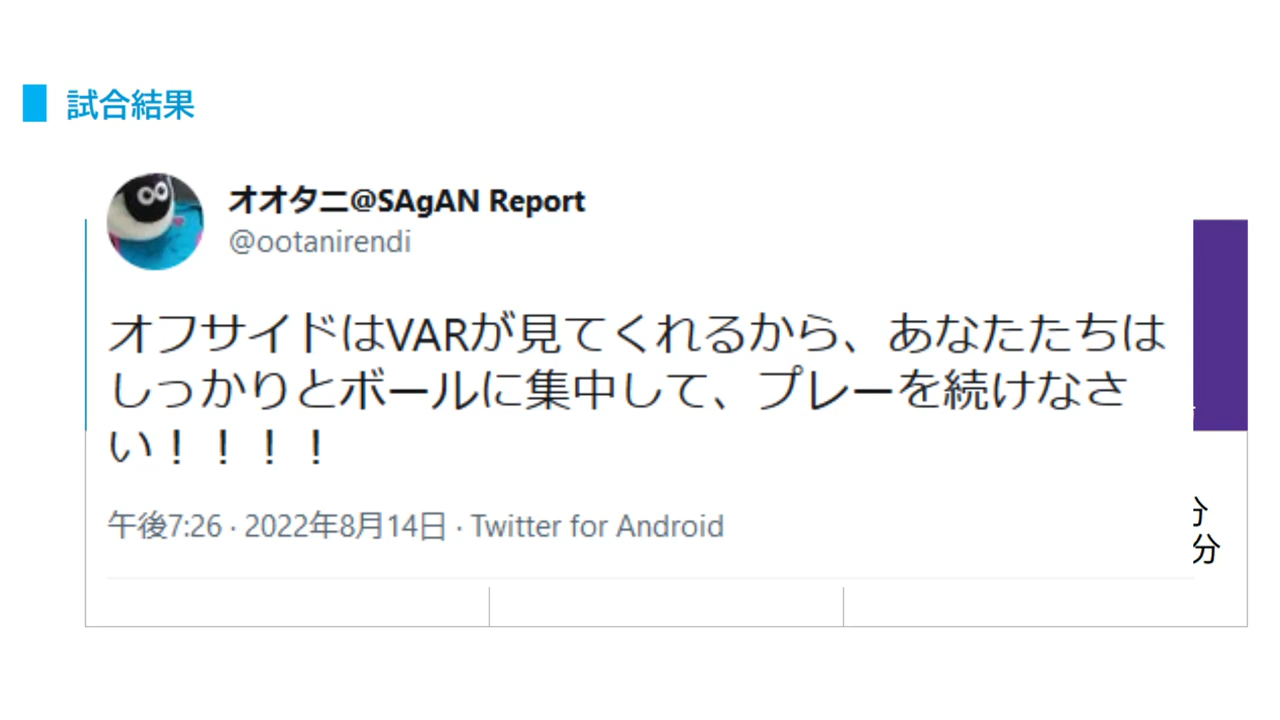 試合結果
オオタニ@SAgAN Report
@ootanirendi
オフサイドはVARが見てくれるから、あなたたちは
しっかりとボールに集中して、プレーを続けなさ
い！！！！
午後7:26 · 2022年8月14日 · Twitter for Android
分
分